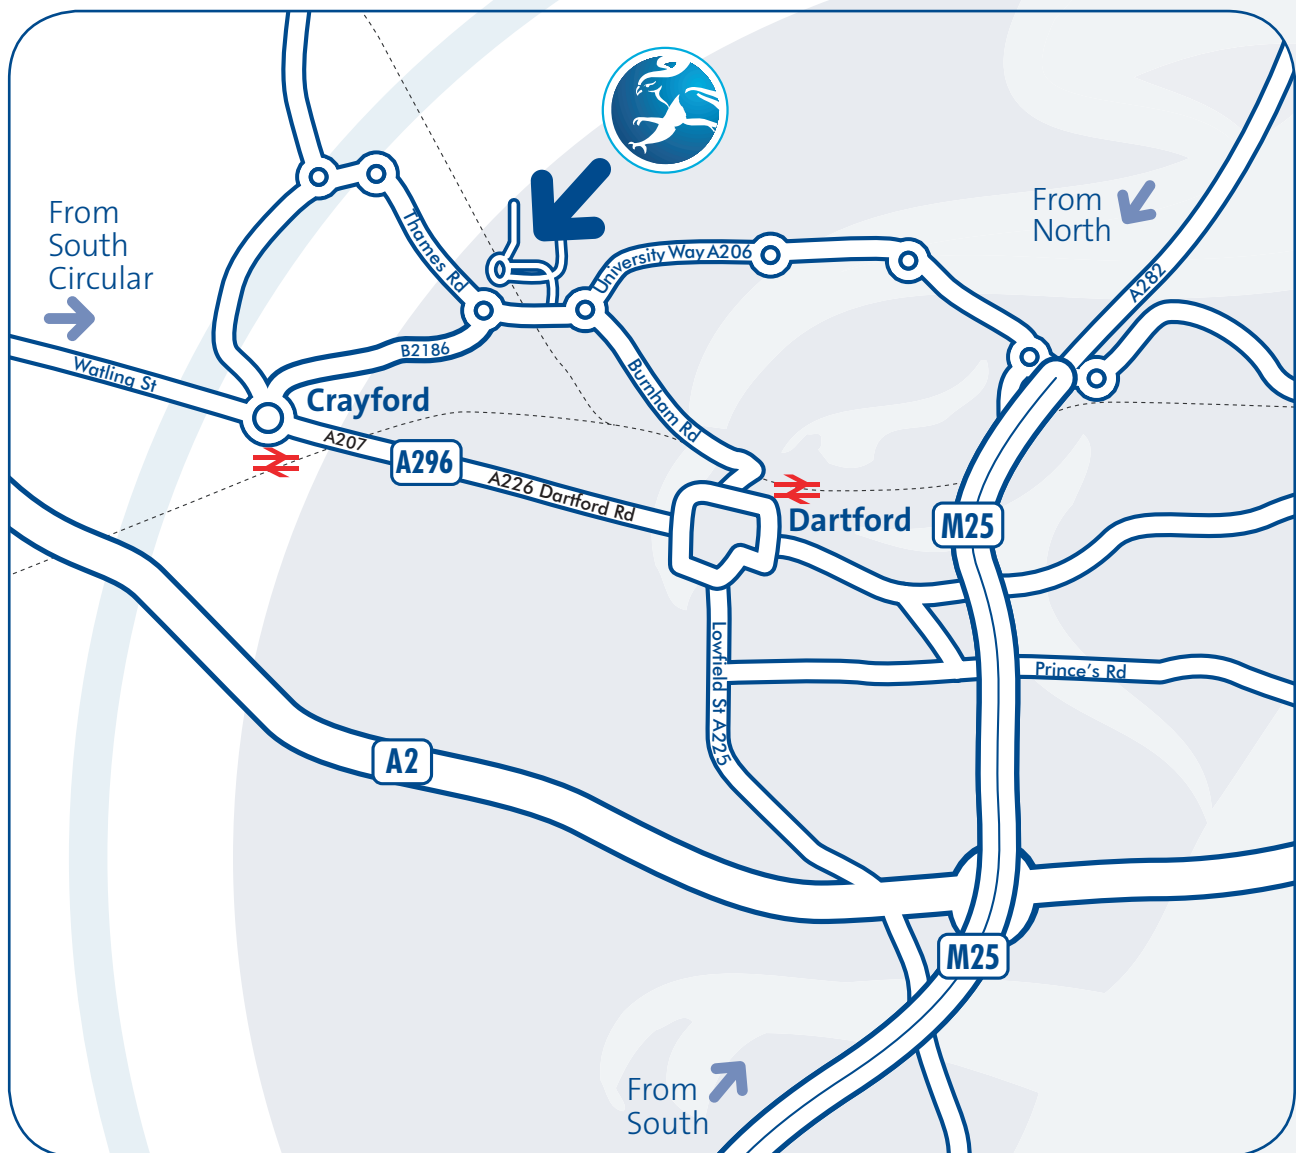 From
South
Circular
From
North
Thames Rd
University Way A206
A282
B2186
Watling St
Burnham Rd
Crayford
A207
A296
A226 Dartford Rd
Dartford
M25
Lowfield St A225
Prince's Rd
A2
M25
From
South